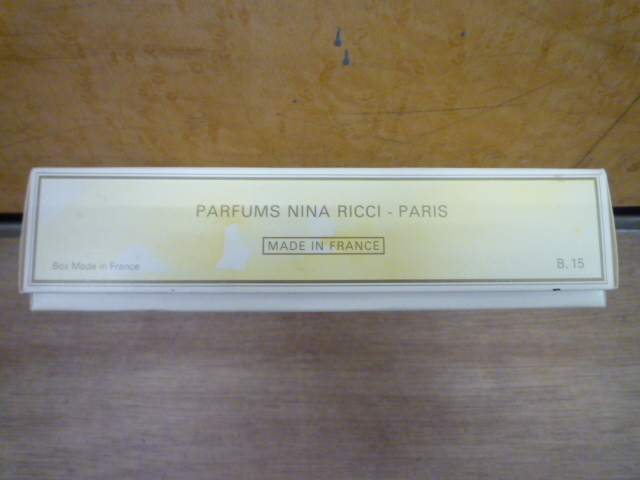 PARFUMS NINA RICCI - PARIS
MADE IN FRANCE
Box Made in France
B. 15